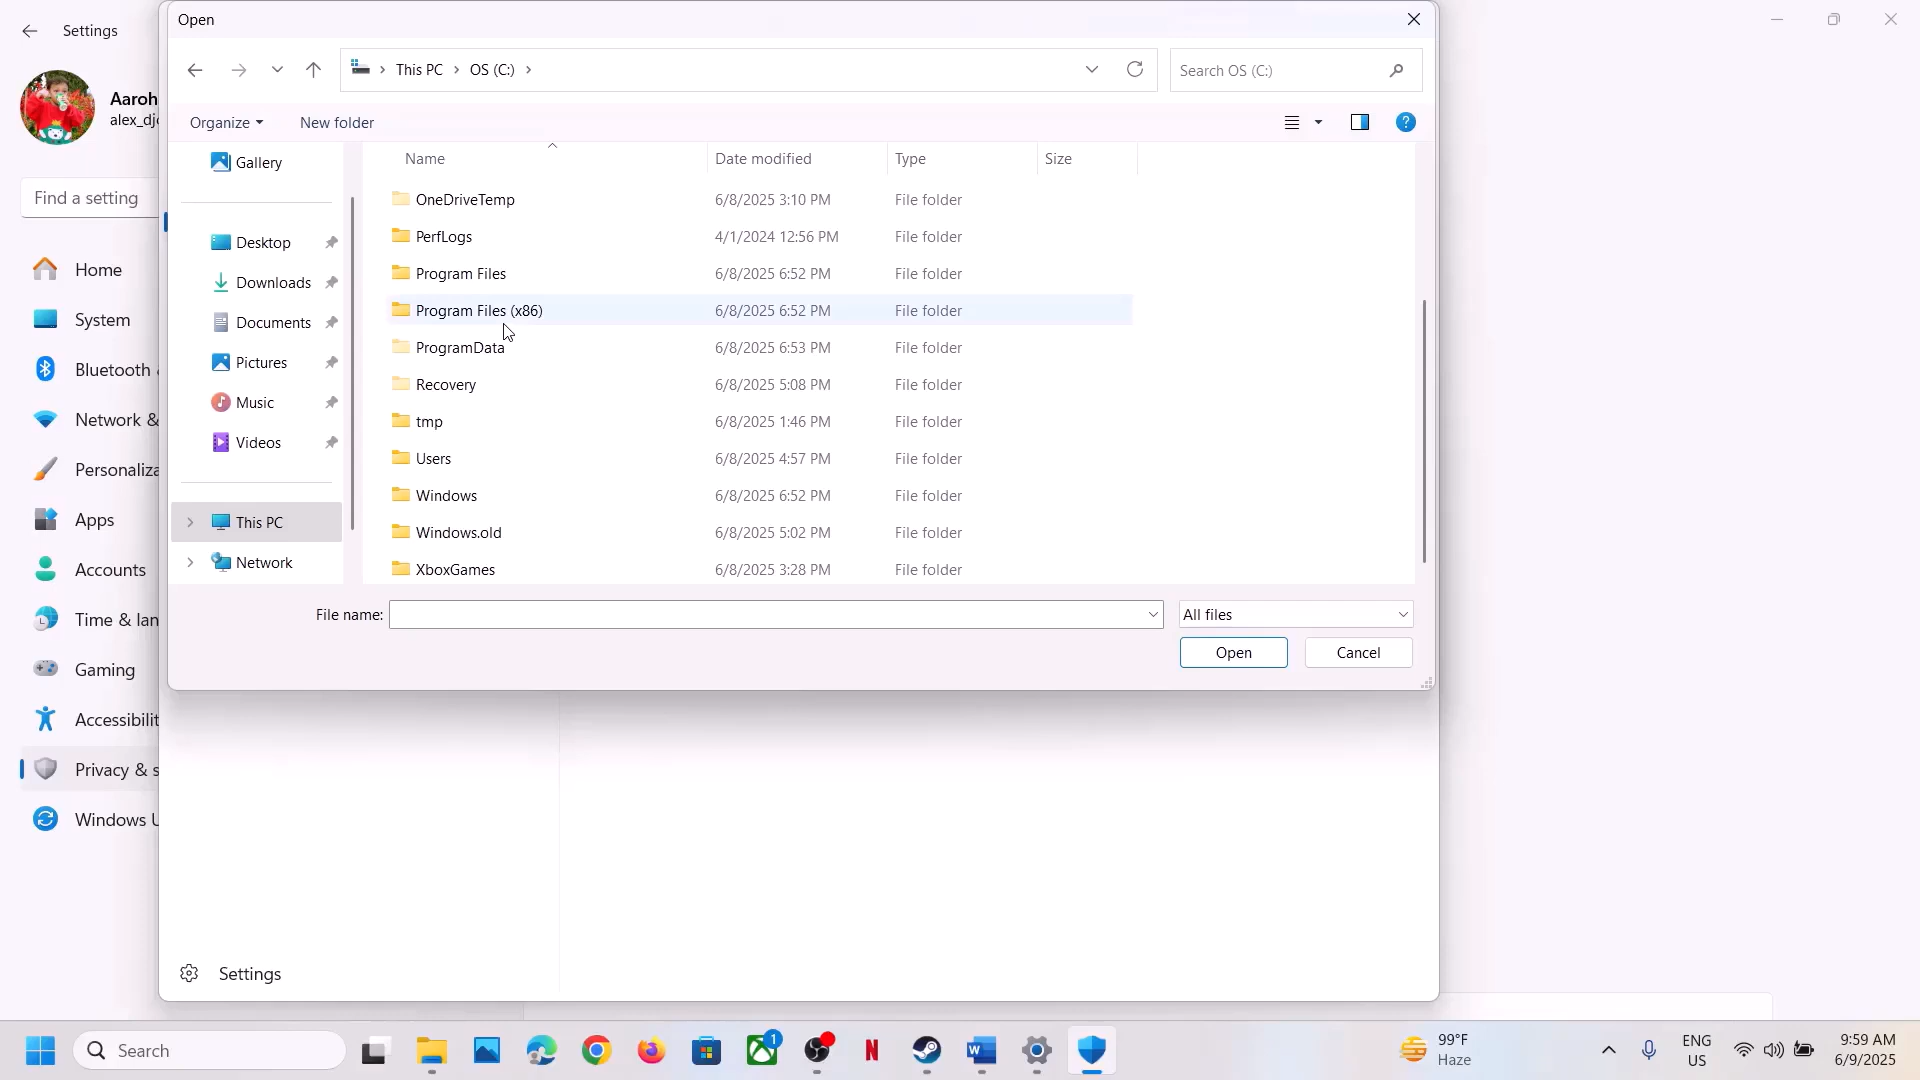 Settings
Aaroh
alex_djc
Find a setting
Home
System
Bluetooth
Network &
Personaliza
Apps
Accounts
Time & lan
Gaming
Accessibilit
Privacy & s
Windows U
Open
This PC > OS (C:) >
Search OS (C:)
Organize
New folder
Gallery
Desktop
Downloads
Documents
Pictures
Music
Videos
This PC
Network
Name Date modified Type Size
OneDriveTemp 6/8/2025 3:10 PM File folder
PerfLogs 4/1/2024 12:56 PM File folder
Program Files 6/8/2025 6:52 PM File folder
Program Files (x86) 6/8/2025 6:52 PM File folder
ProgramData 6/8/2025 6:53 PM File folder
Recovery 6/8/2025 5:08 PM File folder
tmp 6/8/2025 1:46 PM File folder
Users 6/8/2025 4:57 PM File folder
Windows 6/8/2025 6:52 PM File folder
Windows.old 6/8/2025 5:02 PM File folder
XboxGames 6/8/2025 3:28 PM File folder
File name:
All files
Open
Cancel
Settings
Search
1
99°F
Haze
ENG
US
9:59 AM
6/9/2025